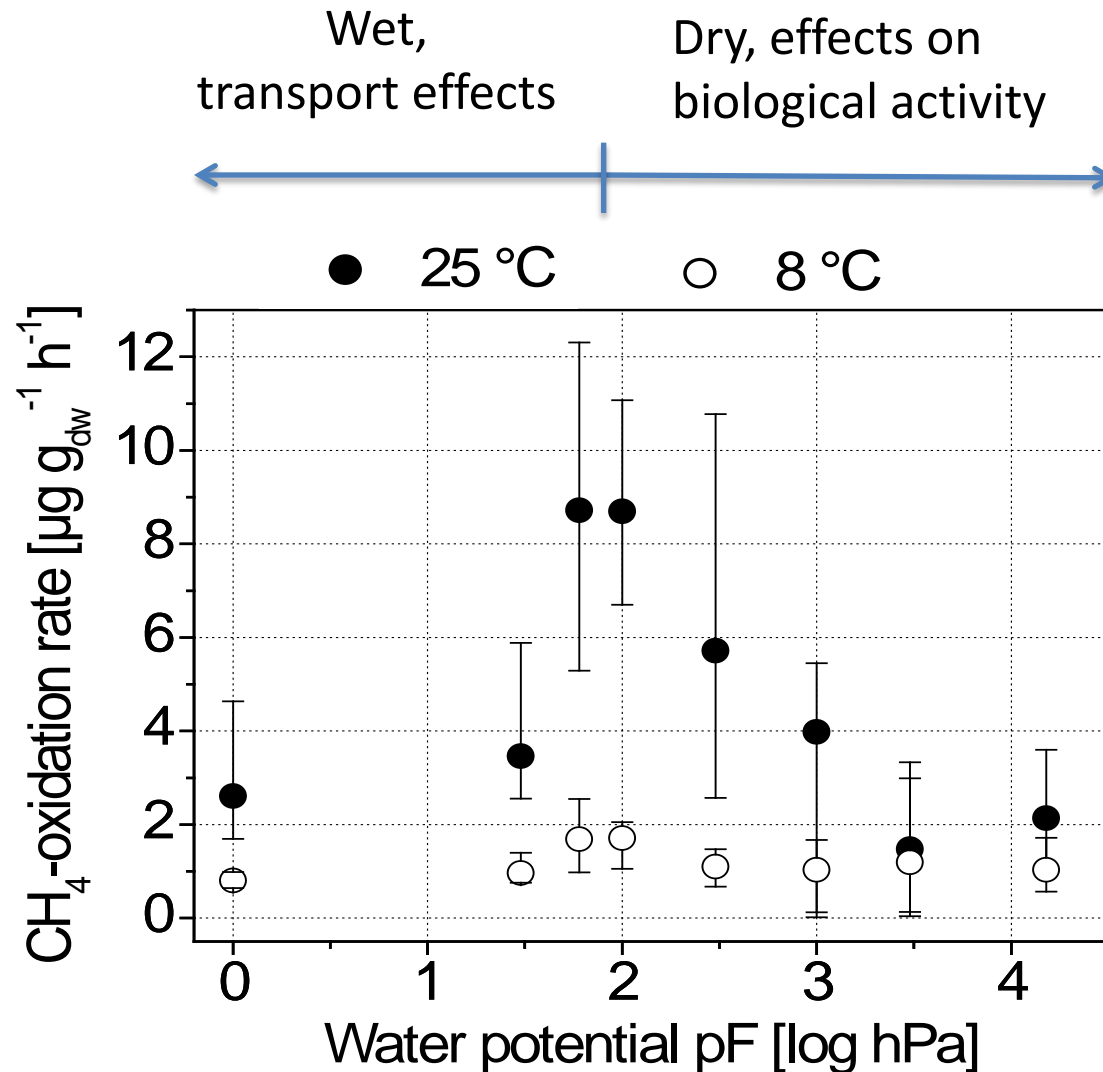 Wet,
transport effects
Dry, effects on
biological activity
● 25 °C ○ 8 °C
CH₄-oxidation rate [µg g_dw⁻¹ h⁻¹]
12
10
8
6
4
2
0
0 1 2 3 4
Water potential pF [log hPa]